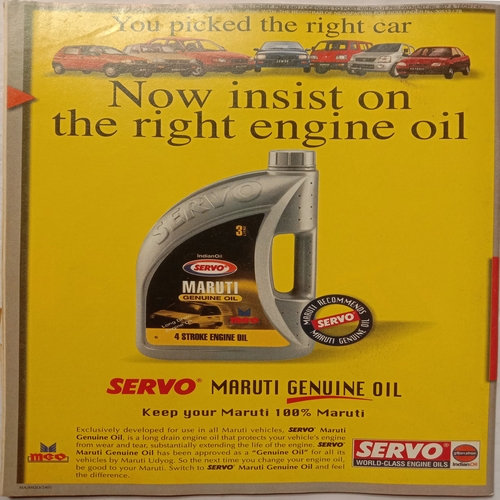 You picked the right car
Now insist on
the right engine oil
SERVO
3
IndianOil
SERVO
MARUTI
GENUINE OIL
4 STROKE ENGINE OIL
MARUTI RECOMMENDS
SERVO
MARUTI GENUINE OIL
SERVO® MARUTI GENUINE OIL
Keep your Maruti 100% Maruti
Exclusively developed for use in all Maruti vehicles, SERVO® Maruti
Genuine Oil, is a long drain engine oil that protects your vehicle's engine
from wear and tear, substantially extending the life of the engine. SERVO®
Maruti Genuine Oil has been approved as a "Genuine Oil" for all its
vehicles by Maruti Udyog. So the next time you change your engine oil,
be good to your Maruti. Switch to SERVO® Maruti Genuine Oil and feel
the difference.
MGO
SERVO®
WORLD-CLASS ENGINE OILS
IndianOil